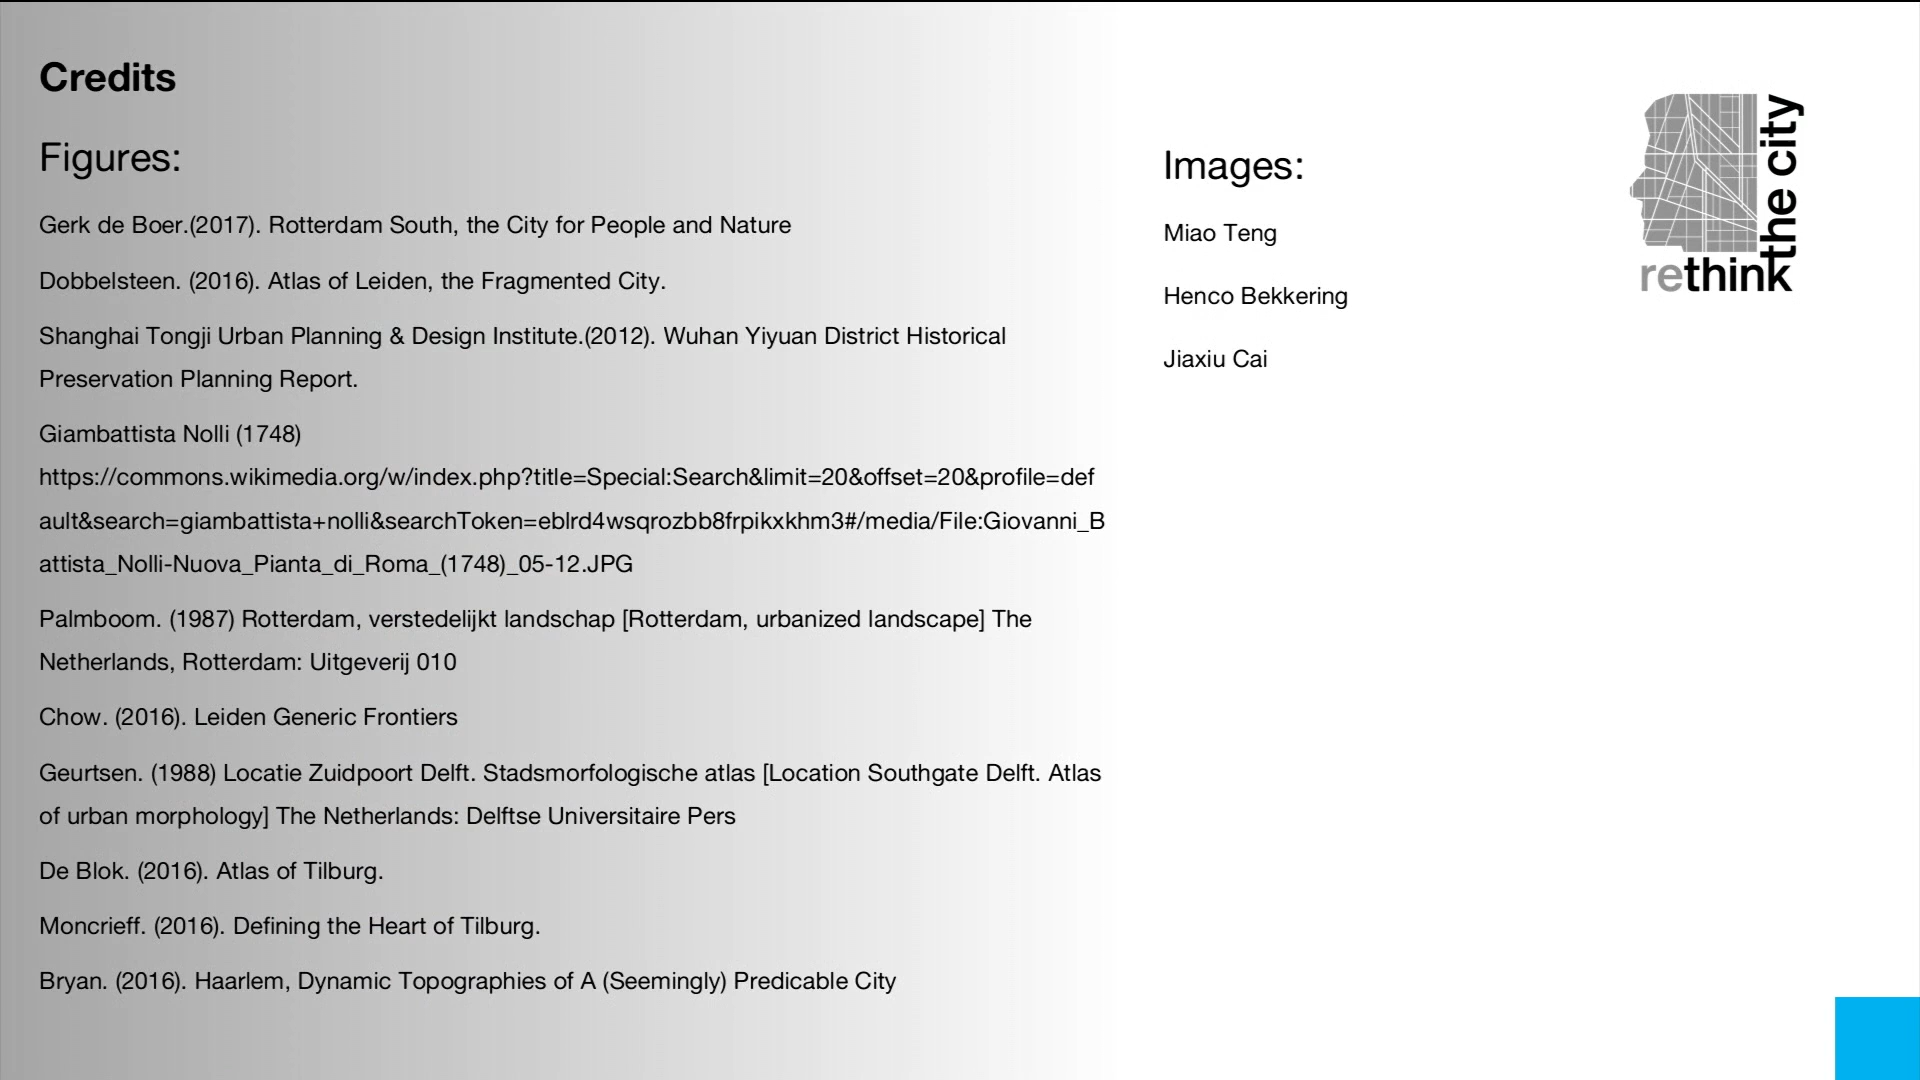 Credits
Figures:
Gerk de Boer.(2017). Rotterdam South, the City for People and Nature
Dobbelsteen. (2016). Atlas of Leiden, the Fragmented City.
Shanghai Tongji Urban Planning & Design Institute.(2012). Wuhan Yiyuan District Historical
Preservation Planning Report.
Giambattista Nolli (1748)
https://commons.wikimedia.org/w/index.php?title=Special:Search&limit=20&offset=20&profile=def
ault&search=giambattista+nolli&searchToken=eblrd4wsqrozbb8frpikxkhm3#/media/File:Giovanni_B
attista_Nolli-Nuova_Pianta_di_Roma_(1748)_05-12.JPG
Palmboom. (1987) Rotterdam, verstedelijkt landschap [Rotterdam, urbanized landscape] The
Netherlands, Rotterdam: Uitgeverij 010
Chow. (2016). Leiden Generic Frontiers
Geurtsen. (1988) Locatie Zuidpoort Delft. Stadsmorfologische atlas [Location Southgate Delft. Atlas
of urban morphology] The Netherlands: Delftse Universitaire Pers
De Blok. (2016). Atlas of Tilburg.
Moncrieff. (2016). Defining the Heart of Tilburg.
Bryan. (2016). Haarlem, Dynamic Topographies of A (Seemingly) Predicable City
Images:
Miao Teng
Henco Bekkering
Jiaxiu Cai
rethink
the city